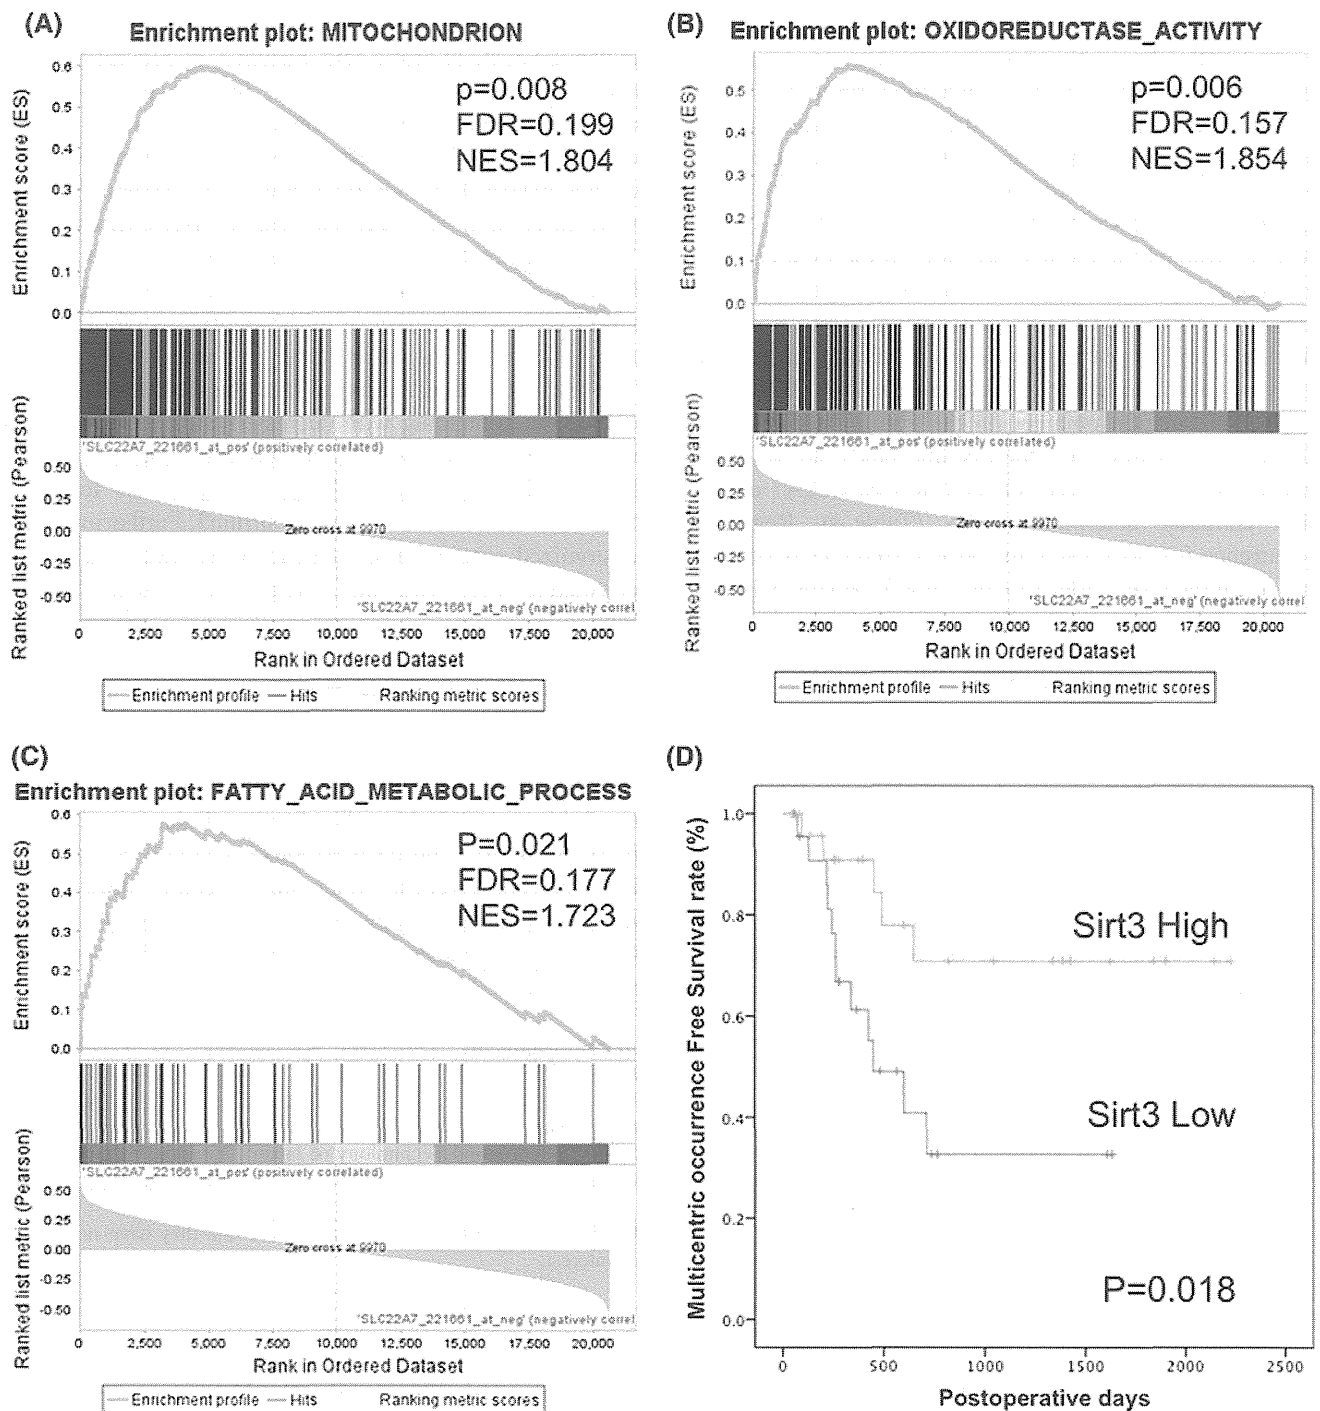 (A)
Enrichment plot: MITOCHONDRION
Enrichment score (ES)
0.6
0.5
0.4
0.3
0.2
0.1
0.0
p=0.008
FDR=0.199
NES=1.804
Ranked list metric (Pearson)
'SLC22A7_221661_at_pos' (positively correlated)
0.50
0.25
0.00
-0.25
-0.50
Zero cross at 9970
'SLC22A7_221661_at_neg' (negatively correl
0 2,500 5,000 7,500 10,000 12,500 15,000 17,500 20,000
Rank in Ordered Dataset
Enrichment profile Hits Ranking metric scores
(B)
Enrichment plot: OXIDOREDUCTASE_ACTIVITY
Enrichment score (ES)
0.5
0.4
0.3
0.2
0.1
0.0
p=0.006
FDR=0.157
NES=1.854
Ranked list metric (Pearson)
'SLC22A7_221661_at_pos' (positively correlated)
0.50
0.25
0.00
-0.25
-0.50
Zero cross at 9970
'SLC22A7_221661_at_neg' (negatively correl
0 2,500 5,000 7,500 10,000 12,500 15,000 17,500 20,000
Rank in Ordered Dataset
Enrichment profile Hits Ranking metric scores
(C)
Enrichment plot: FATTY_ACID_METABOLIC_PROCESS
Enrichment score (ES)
0.6
0.5
0.4
0.3
0.2
0.1
0.0
P=0.021
FDR=0.177
NES=1.723
Ranked list metric (Pearson)
'SLC22A7_221661_at_pos' (positively correlated)
0.50
0.25
0.00
-0.25
-0.50
Zero cross at 9970
'SLC22A7_221661_at_neg' (negatively correl
0 2,500 5,000 7,500 10,000 12,500 15,000 17,500 20,000
Rank in Ordered Dataset
Enrichment profile Hits Ranking metric scores
(D)
Multicentric occurrence Free Survival rate (%)
1.0
0.8
0.6
0.4
0.2
0.0
Sirt3 High
Sirt3 Low
P=0.018
0 500 1000 1500 2000 2500
Postoperative days